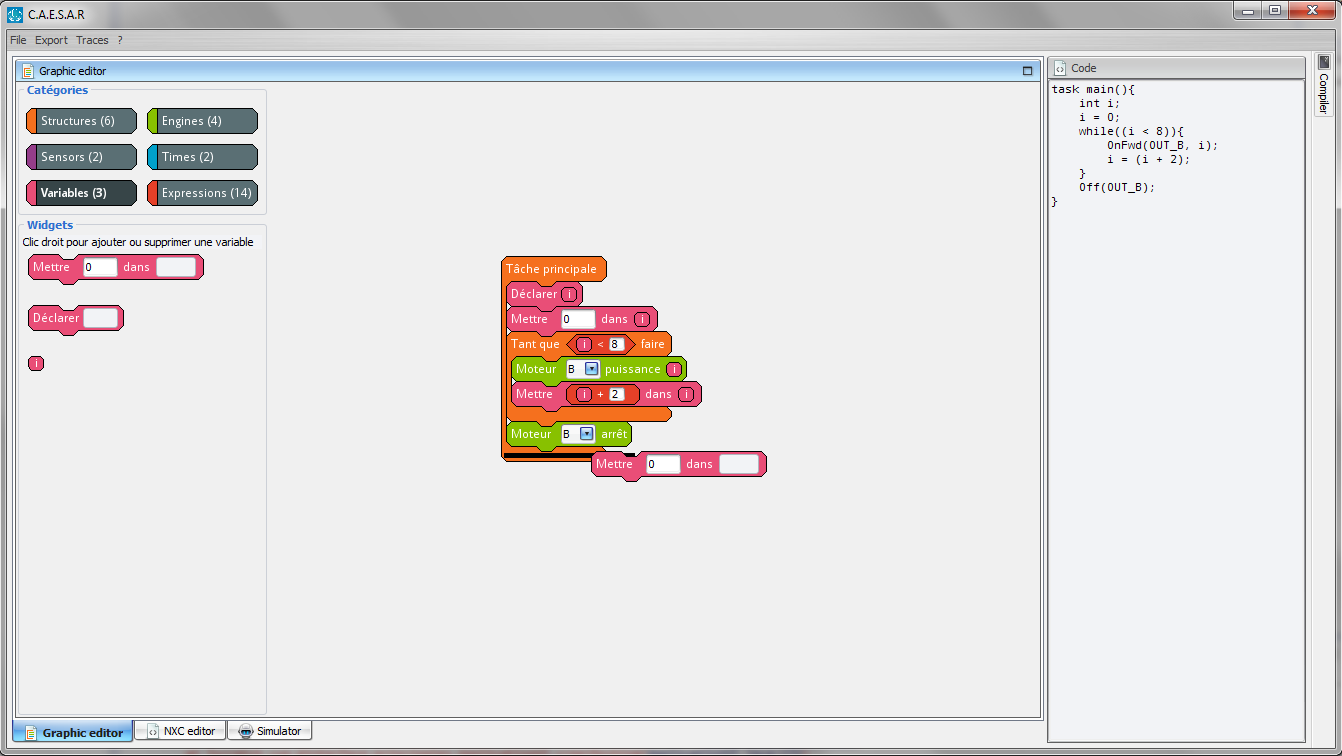 C.A.E.S.A.R
File Export Traces ?
Graphic editor
Catégories
Structures (6) Engines (4)
Sensors (2) Times (2)
Variables (3) Expressions (14)
Widgets
Clic droit pour ajouter ou supprimer une variable
Mettre 0 dans
Déclarer
i
Tâche principale
Déclarer i
Mettre 0 dans i
Tant que i < 8 faire
Moteur B puissance i
Mettre i + 2 dans i
Moteur B arrêt
Mettre 0 dans
Code
task main(){
int i;
i = 0;
while((i < 8)){
OnFwd(OUT_B, i);
i = (i + 2);
}
Off(OUT_B);
}
Compiler
Graphic editor NXC editor Simulator